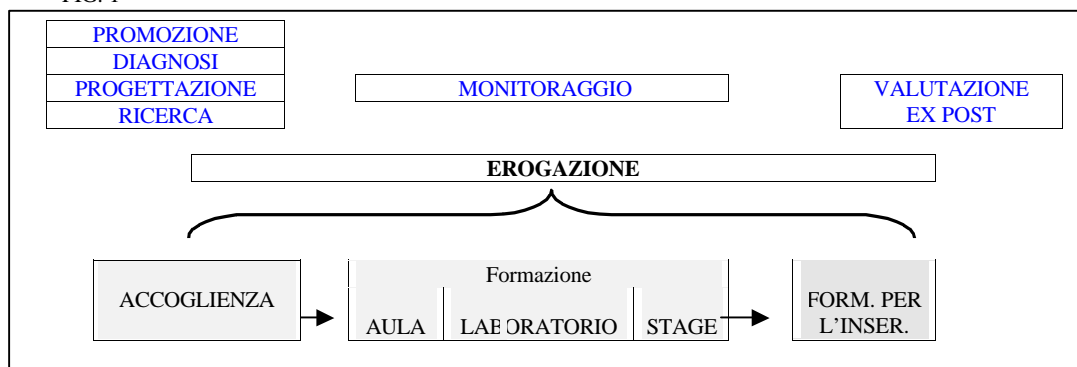 PROMOZIONE
DIAGNOSI
PROGETTAZIONE
RICERCA
MONITORAGGIO
VALUTAZIONE
EX POST
EROGAZIONE
ACCOGLIENZA
Formazione
AULA
LABORATORIO
STAGE
FORM. PER
L'INSER.